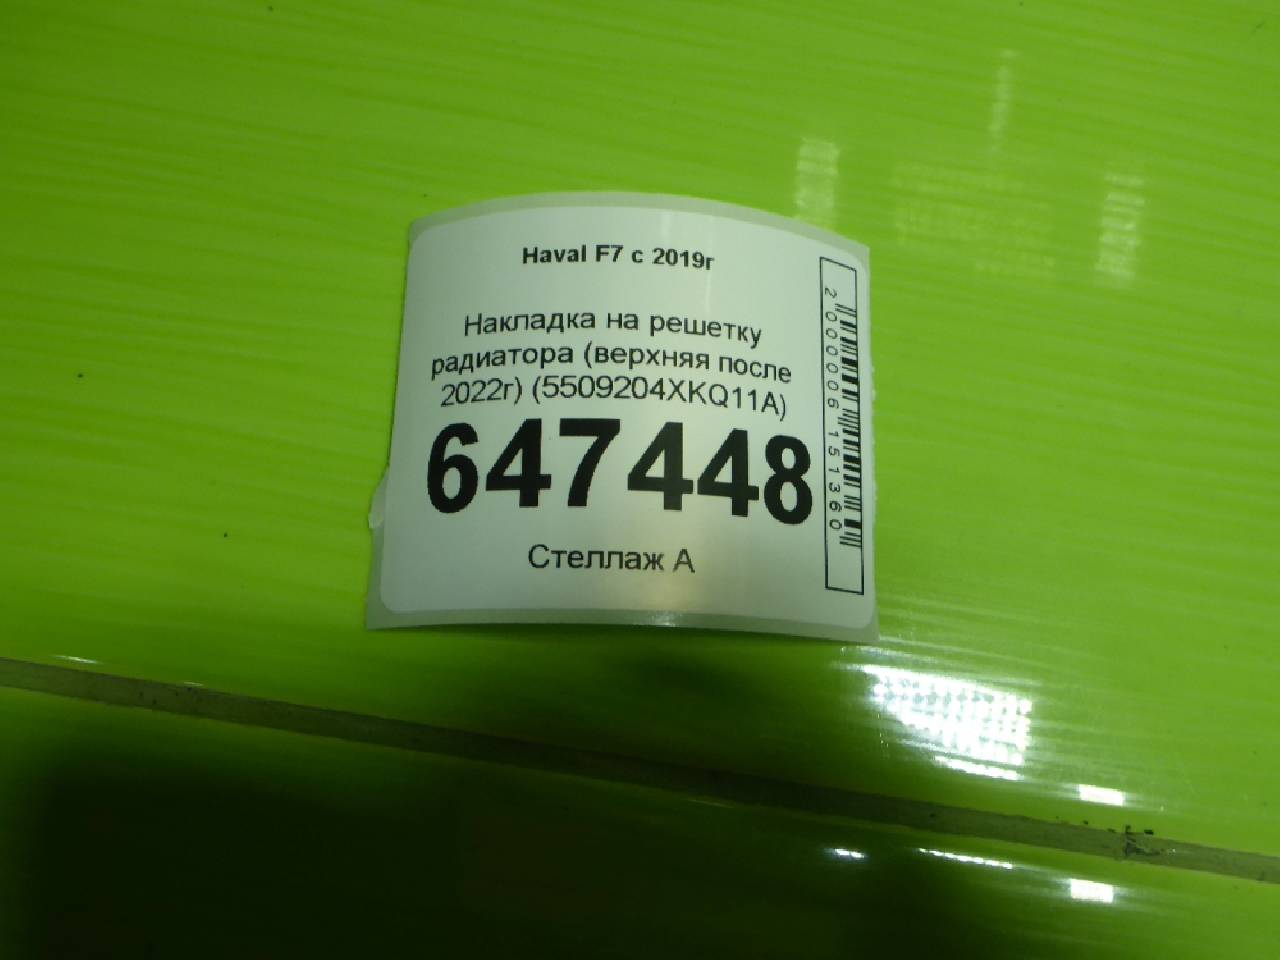 Haval F7 с 2019г
Накладка на решетку
радиатора (верхняя после
2022г) (5509204XKQ11A)
647448
Стеллаж А
2000006151360